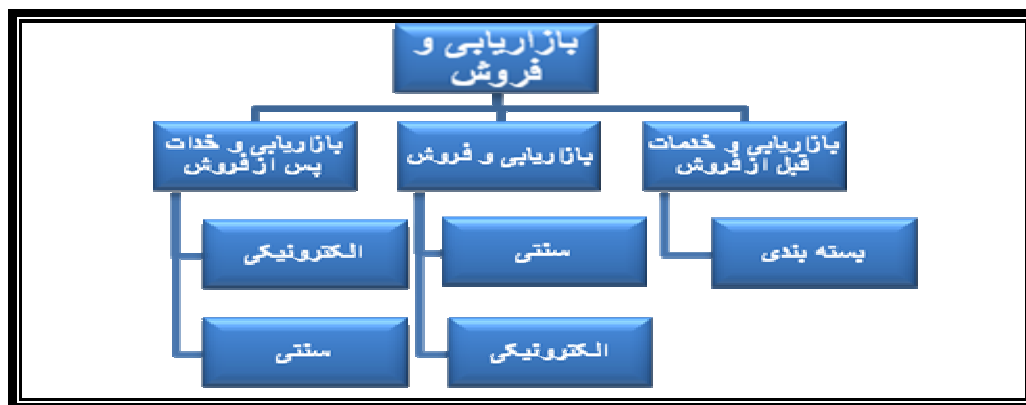 بازاریابی و
فروش
بازاریابی و خدمات
قبل از فروش
بازاریابی و فروش
بازاریابی و خدات
پس از فروش
بسته بندی
سنتی
الکترونیکی
الکترونیکی
سنتی